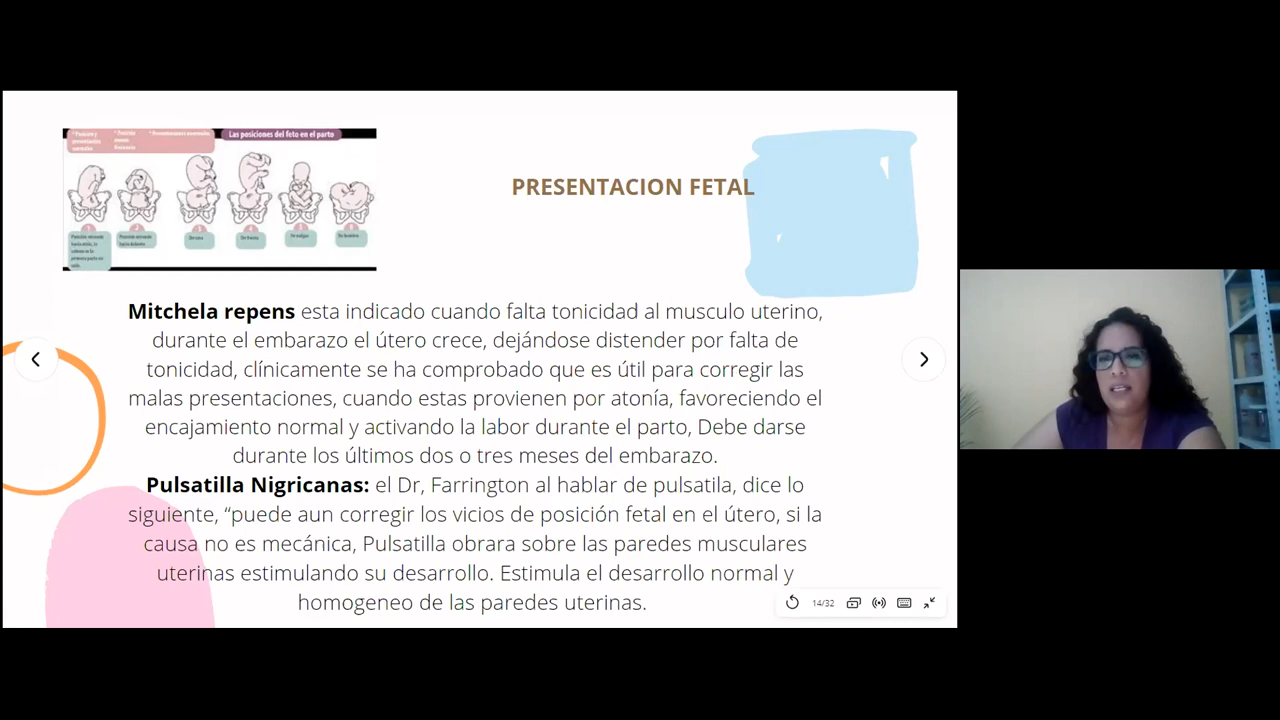 Las posiciones del feto en el parto
PRESENTACION FETAL
Mitchela repens esta indicado cuando falta tonicidad al musculo uterino,
durante el embarazo el útero crece, dejándose distender por falta de
tonicidad, clínicamente se ha comprobado que es útil para corregir las
malas presentaciones, cuando estas provienen por atonía, favoreciendo el
encajamiento normal y activando la labor durante el parto, Debe darse
durante los últimos dos o tres meses del embarazo.
Pulsatilla Nigricanas: el Dr, Farrington al hablar de pulsatila, dice lo
siguiente, “puede aun corregir los vicios de posición fetal en el útero, si la
causa no es mecánica, Pulsatilla obrara sobre las paredes musculares
uterinas estimulando su desarrollo. Estimula el desarrollo normal y
homogeneo de las paredes uterinas.
14/32